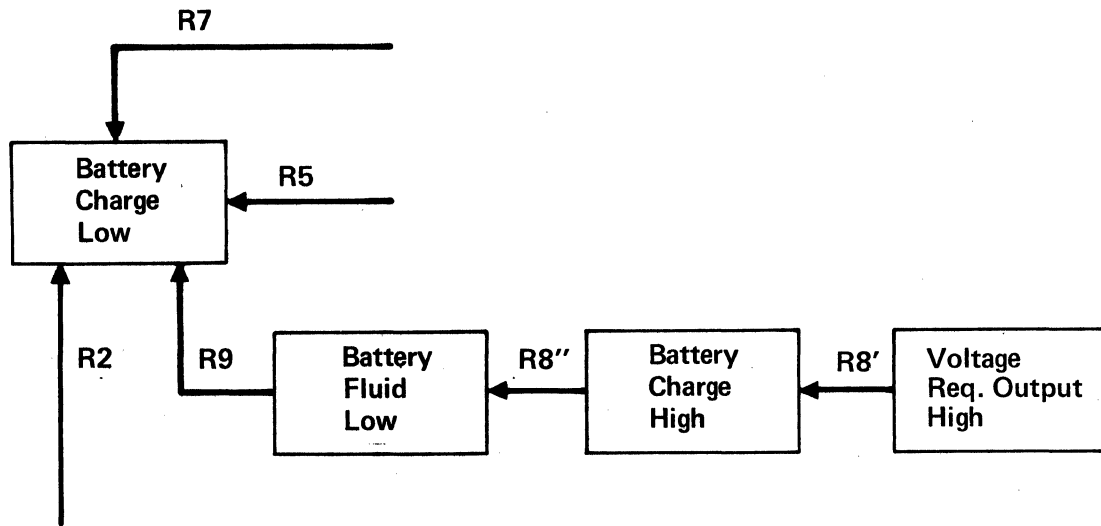 R7
Battery
Charge
Low
R5
R2
R9
Battery
Fluid
Low
R8''
Battery
Charge
High
R8'
Voltage
Req. Output
High